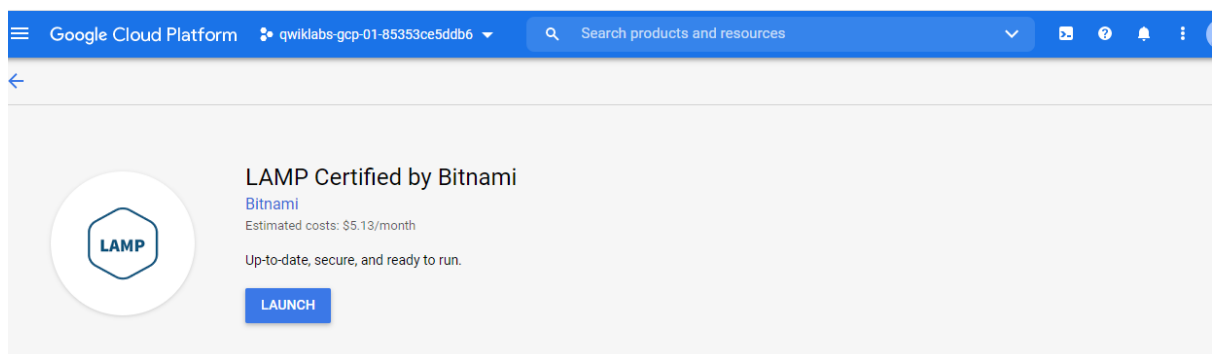 Google Cloud Platform qwiklabs-gcp-01-85353ce5ddb6 Search products and resources
LAMP Certified by Bitnami
Bitnami
Estimated costs: $5.13/month
LAMP
Up-to-date, secure, and ready to run.
LAUNCH